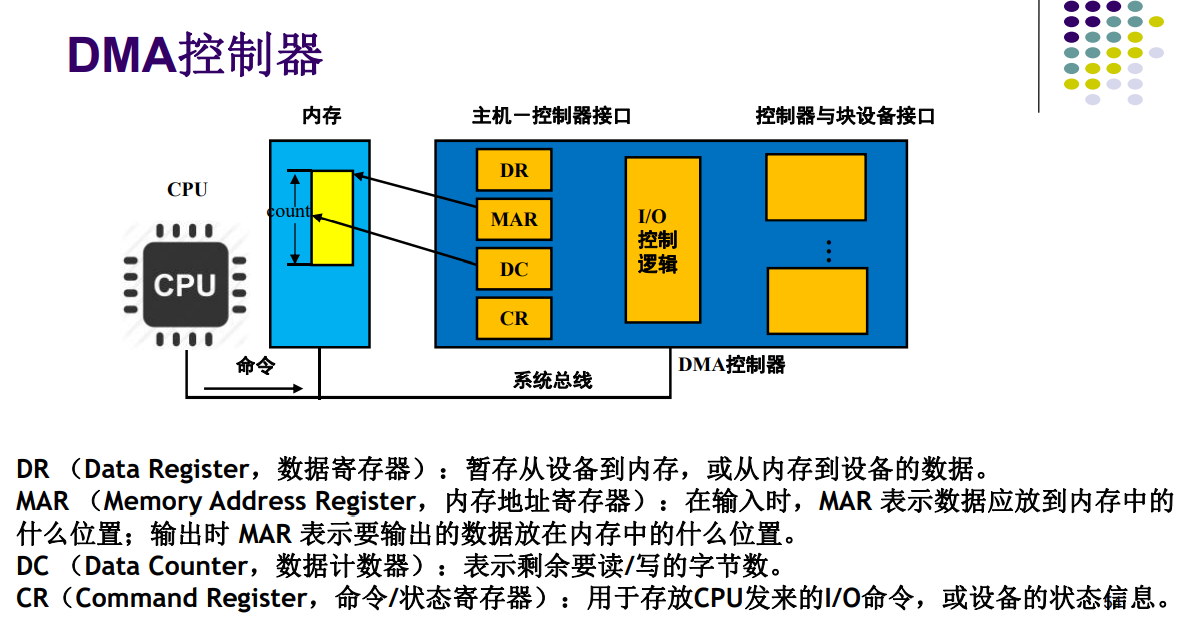 DMA控制器
内存
主机－控制器接口
控制器与块设备接口
CPU
count
CPU
DR
MAR
DC
CR
I/O
控制
逻辑
命令
系统总线
DMA控制器
DR （Data Register，数据寄存器）：暂存从设备到内存，或从内存到设备的数据。
MAR （Memory Address Register，内存地址寄存器）：在输入时，MAR 表示数据应放到内存中的
什么位置；输出时 MAR 表示要输出的数据放在内存中的什么位置。
DC （Data Counter，数据计数器）：表示剩余要读/写的字节数。
CR（Command Register，命令/状态寄存器）：用于存放CPU发来的I/O命令，或设备的状态信息。